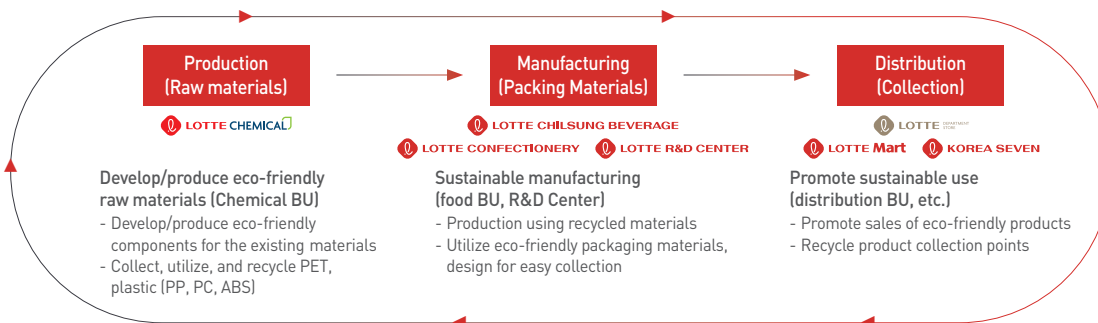 Production
(Raw materials)
LOTTE CHEMICAL
Develop/produce eco-friendly
raw materials (Chemical BU)
- Develop/produce eco-friendly
components for the existing materials
- Collect, utilize, and recycle PET,
plastic (PP, PC, ABS)
Manufacturing
(Packing Materials)
LOTTE CHILSUNG BEVERAGE
LOTTE CONFECTIONERY LOTTE R&D CENTER
Sustainable manufacturing
(food BU, R&D Center)
- Production using recycled materials
- Utilize eco-friendly packaging materials,
design for easy collection
Distribution
(Collection)
LOTTE DEPARTMENT STORE
LOTTE Mart KOREA SEVEN
Promote sustainable use
(distribution BU, etc.)
- Promote sales of eco-friendly products
- Recycle product collection points